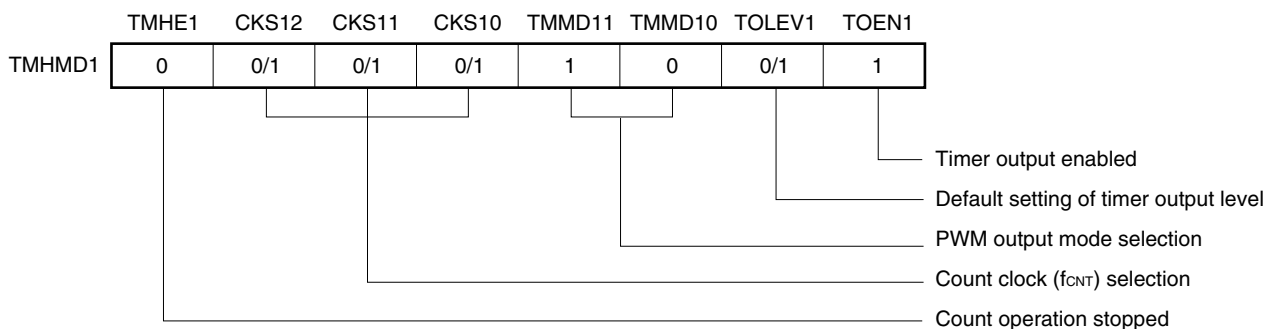 TMHE1 CKS12 CKS11 CKS10 TMMD11 TMMD10 TOLEV1 TOEN1
TMHMD1 0 0/1 0/1 0/1 1 0 0/1 1
Timer output enabled
Default setting of timer output level
PWM output mode selection
Count clock (fCNT) selection
Count operation stopped